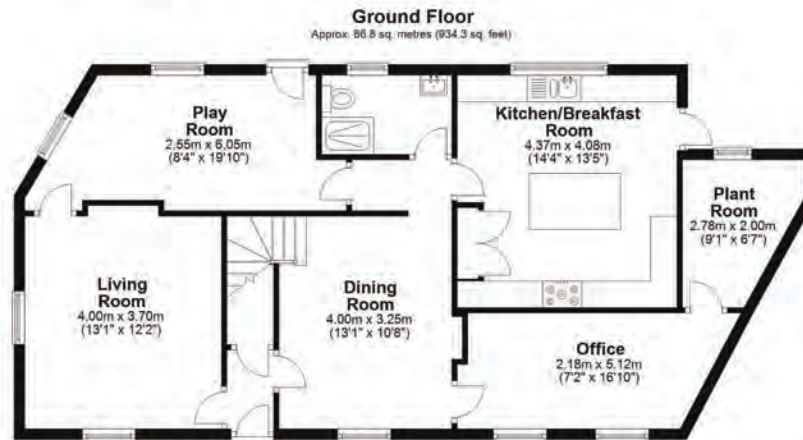 Ground Floor
Approx. 86.8 sq. metres (934.3 sq. feet)
Play
Room
2.55m x 6.05m
(8'4" x 19'10")
Kitchen/Breakfast
Room
4.37m x 4.08m
(14'4" x 13'5")
Plant
Room
2.78m x 2.00m
(9'1" x 6'7")
Living
Room
4.00m x 3.70m
(13'1" x 12'2")
Dining
Room
4.00m x 3.25m
(13'1" x 10'8")
Office
2.18m x 5.12m
(7'2" x 16'10")